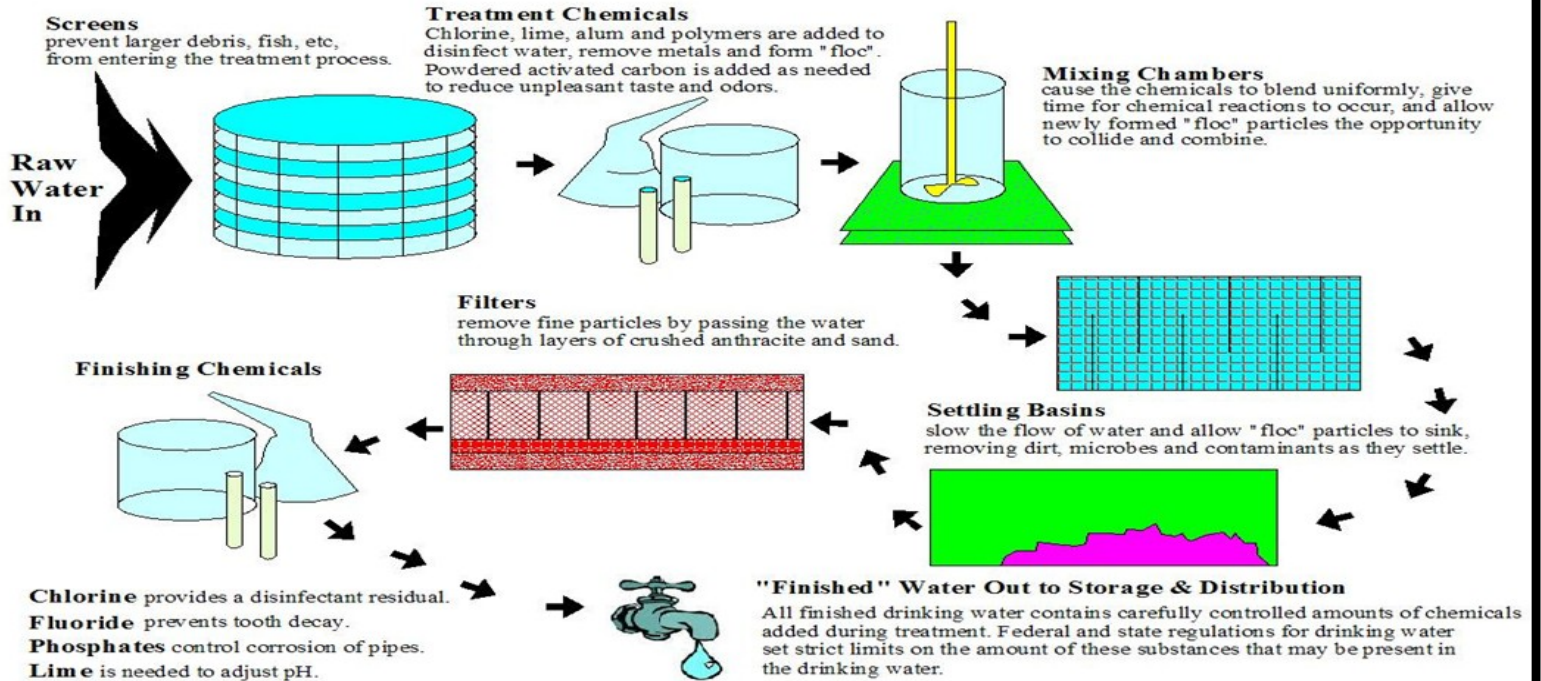 Screens
prevent larger debris, fish, etc,
from entering the treatment process.
Treatment Chemicals
Chlorine, lime, alum and polymers are added to
disinfect water, remove metals and form "floc".
Powdered activated carbon is added as needed
to reduce unpleasant taste and odors.
Mixing Chambers
cause the chemicals to blend uniformly, give
time for chemical reactions to occur, and allow
newly formed "floc" particles the opportunity
to collide and combine.
Raw
Water
In
Filters
remove fine particles by passing the water
through layers of crushed anthracite and sand.
Finishing Chemicals
Settling Basins
slow the flow of water and allow "floc" particles to sink,
removing dirt, microbes and contaminants as they settle.
Chlorine provides a disinfectant residual.
Fluoride prevents tooth decay.
Phosphates control corrosion of pipes.
Lime is needed to adjust pH.
"Finished" Water Out to Storage & Distribution
All finished drinking water contains carefully controlled amounts of chemicals
added during treatment. Federal and state regulations for drinking water
set strict limits on the amount of these substances that may be present in
the drinking water.